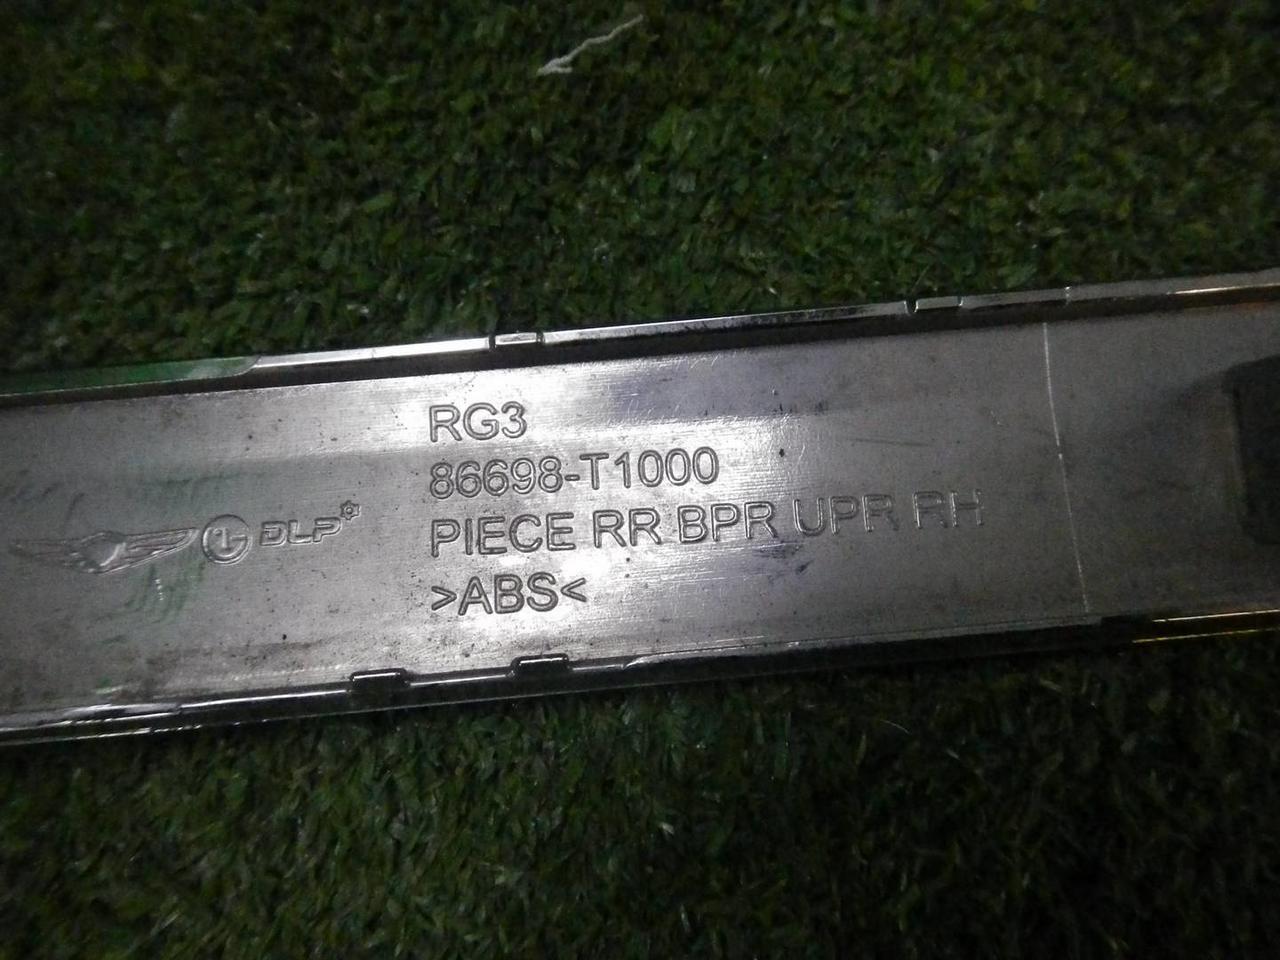 RG3
86698-T1000
DLP
PIECE RR BPR UPR RH
>ABS<